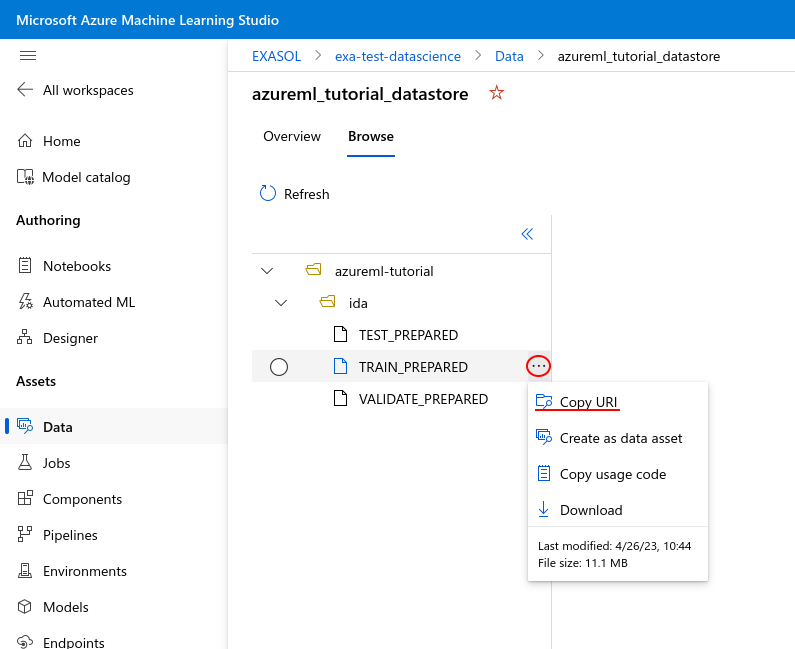 Microsoft Azure Machine Learning Studio
All workspaces
Home
Model catalog
Authoring
Notebooks
Automated ML
Designer
Assets
Data
Jobs
Components
Pipelines
Environments
Models
Endpoints
EXASOL > exa-test-datascience > Data > azureml_tutorial_datastore
azureml_tutorial_datastore
Overview Browse
Refresh
azureml-tutorial
ida
TEST_PREPARED
TRAIN_PREPARED
VALIDATE_PREPARED
Copy URI
Create as data asset
Copy usage code
Download
Last modified: 4/26/23, 10:44
File size: 11.1 MB